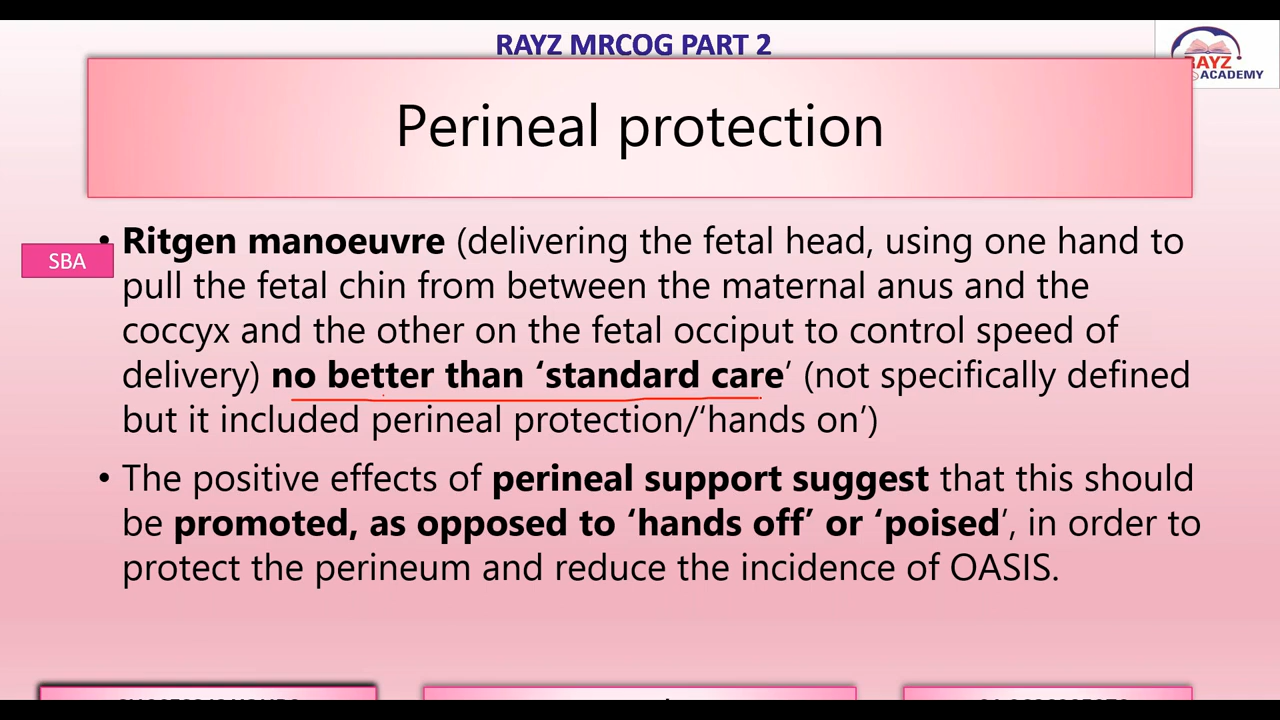 RAYZ MRCOG PART 2
RAYZ
ACADEMY
Perineal protection
SBA
• Ritgen manoeuvre (delivering the fetal head, using one hand to
pull the fetal chin from between the maternal anus and the
coccyx and the other on the fetal occiput to control speed of
delivery) no better than ‘standard care’ (not specifically defined
but it included perineal protection/‘hands on’)
• The positive effects of perineal support suggest that this should
be promoted, as opposed to ‘hands off’ or ‘poised’, in order to
protect the perineum and reduce the incidence of OASIS.